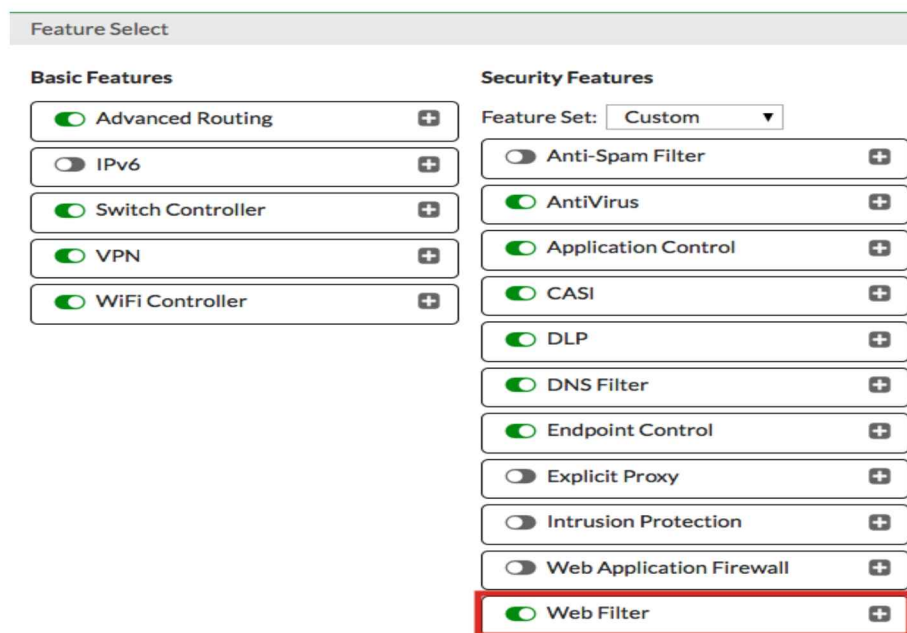 Feature Select
Basic Features
Advanced Routing
IPv6
Switch Controller
VPN
WiFi Controller
Security Features
Feature Set: Custom
Anti-Spam Filter
AntiVirus
Application Control
CASI
DLP
DNS Filter
Endpoint Control
Explicit Proxy
Intrusion Protection
Web Application Firewall
Web Filter